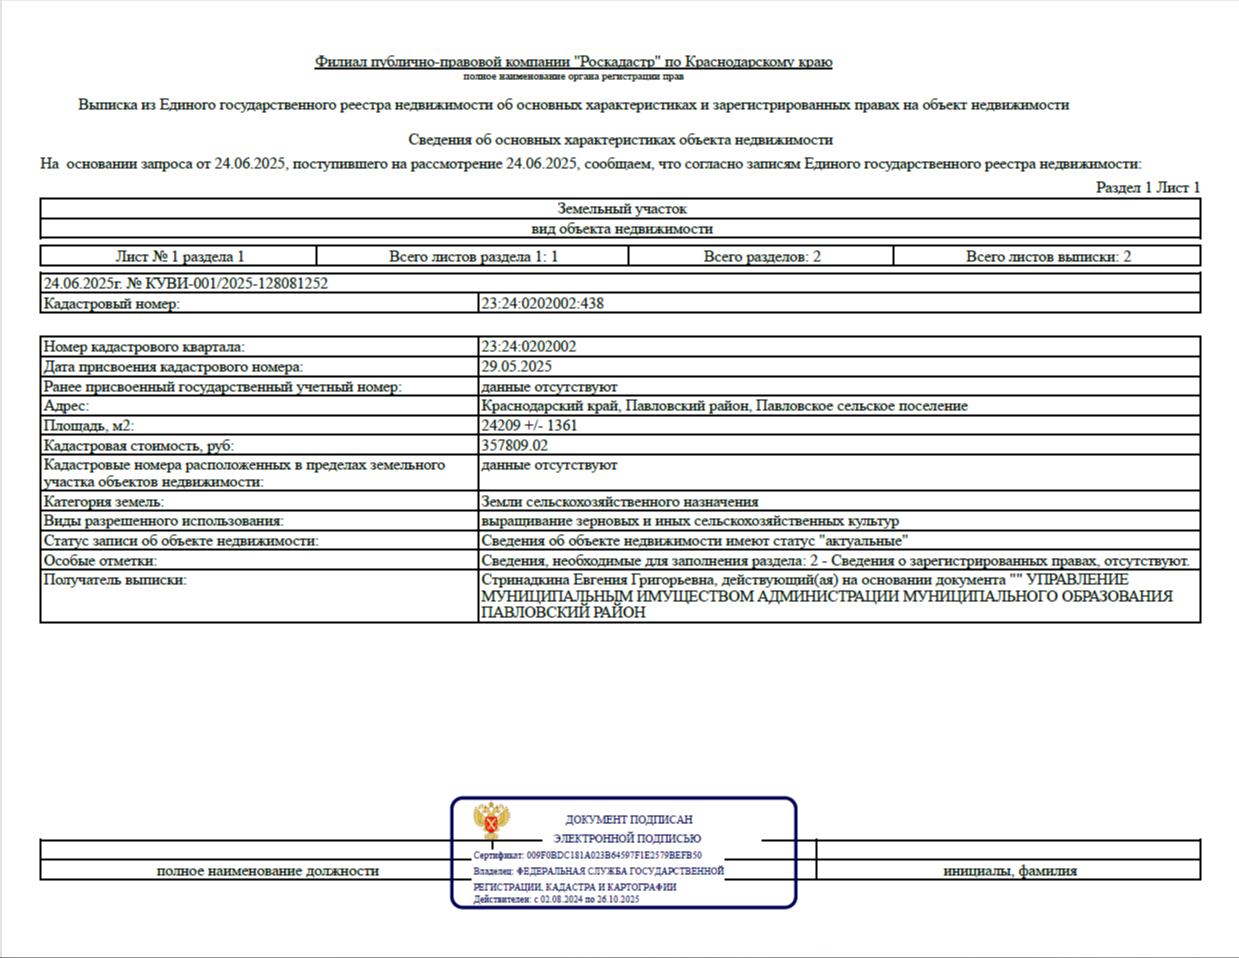 Филиал публично-правовой компании "Роскадастр" по Краснодарскому краю
полное наименование органа регистрации прав
Выписка из Единого государственного реестра недвижимости об основных характеристиках и зарегистрированных правах на объект недвижимости
Сведения об основных характеристиках объекта недвижимости
На основании запроса от 24.06.2025, поступившего на рассмотрение 24.06.2025, сообщаем, что согласно записям Единого государственного реестра недвижимости:
Раздел 1 Лист 1
Земельный участок
вид объекта недвижимости
Лист № 1 раздела 1 Всего листов раздела 1: 1 Всего разделов: 2 Всего листов выписки: 2
24.06.2025г. № КУВИ-001/2025-128081252
Кадастровый номер: 23:24:0202002:438
Номер кадастрового квартала: 23:24:0202002
Дата присвоения кадастрового номера: 29.05.2025
Ранее присвоенный государственный учетный номер: данные отсутствуют
Адрес: Краснодарский край, Павловский район, Павловское сельское поселение
Площадь, м2: 24209 +/- 1361
Кадастровая стоимость, руб: 357809.02
Кадастровые номера расположенных в пределах земельного данные отсутствуют
участка объектов недвижимости:
Категория земель: Земли сельскохозяйственного назначения
Виды разрешенного использования: выращивание зерновых и иных сельскохозяйственных культур
Статус записи об объекте недвижимости: Сведения об объекте недвижимости имеют статус "актуальные"
Особые отметки: Сведения, необходимые для заполнения раздела: 2 - Сведения о зарегистрированных правах, отсутствуют.
Получатель выписки: Стринадкина Евгения Григорьевна, действующий(ая) на основании документа "" УПРАВЛЕНИЕ
МУНИЦИПАЛЬНЫМ ИМУЩЕСТВОМ АДМИНИСТРАЦИИ МУНИЦИПАЛЬНОГО ОБРАЗОВАНИЯ
ПАВЛОВСКИЙ РАЙОН
ДОКУМЕНТ ПОДПИСАН
ЭЛЕКТРОННОЙ ПОДПИСЬЮ
Сертификат: 009F0BDC181A023B64597F1E2579BEFB50
Владелец: ФЕДЕРАЛЬНАЯ СЛУЖБА ГОСУДАРСТВЕННОЙ
РЕГИСТРАЦИИ, КАДАСТРА И КАРТОГРАФИИ
Действителен: с 02.08.2024 по 26.10.2025
полное наименование должности инициалы, фамилия